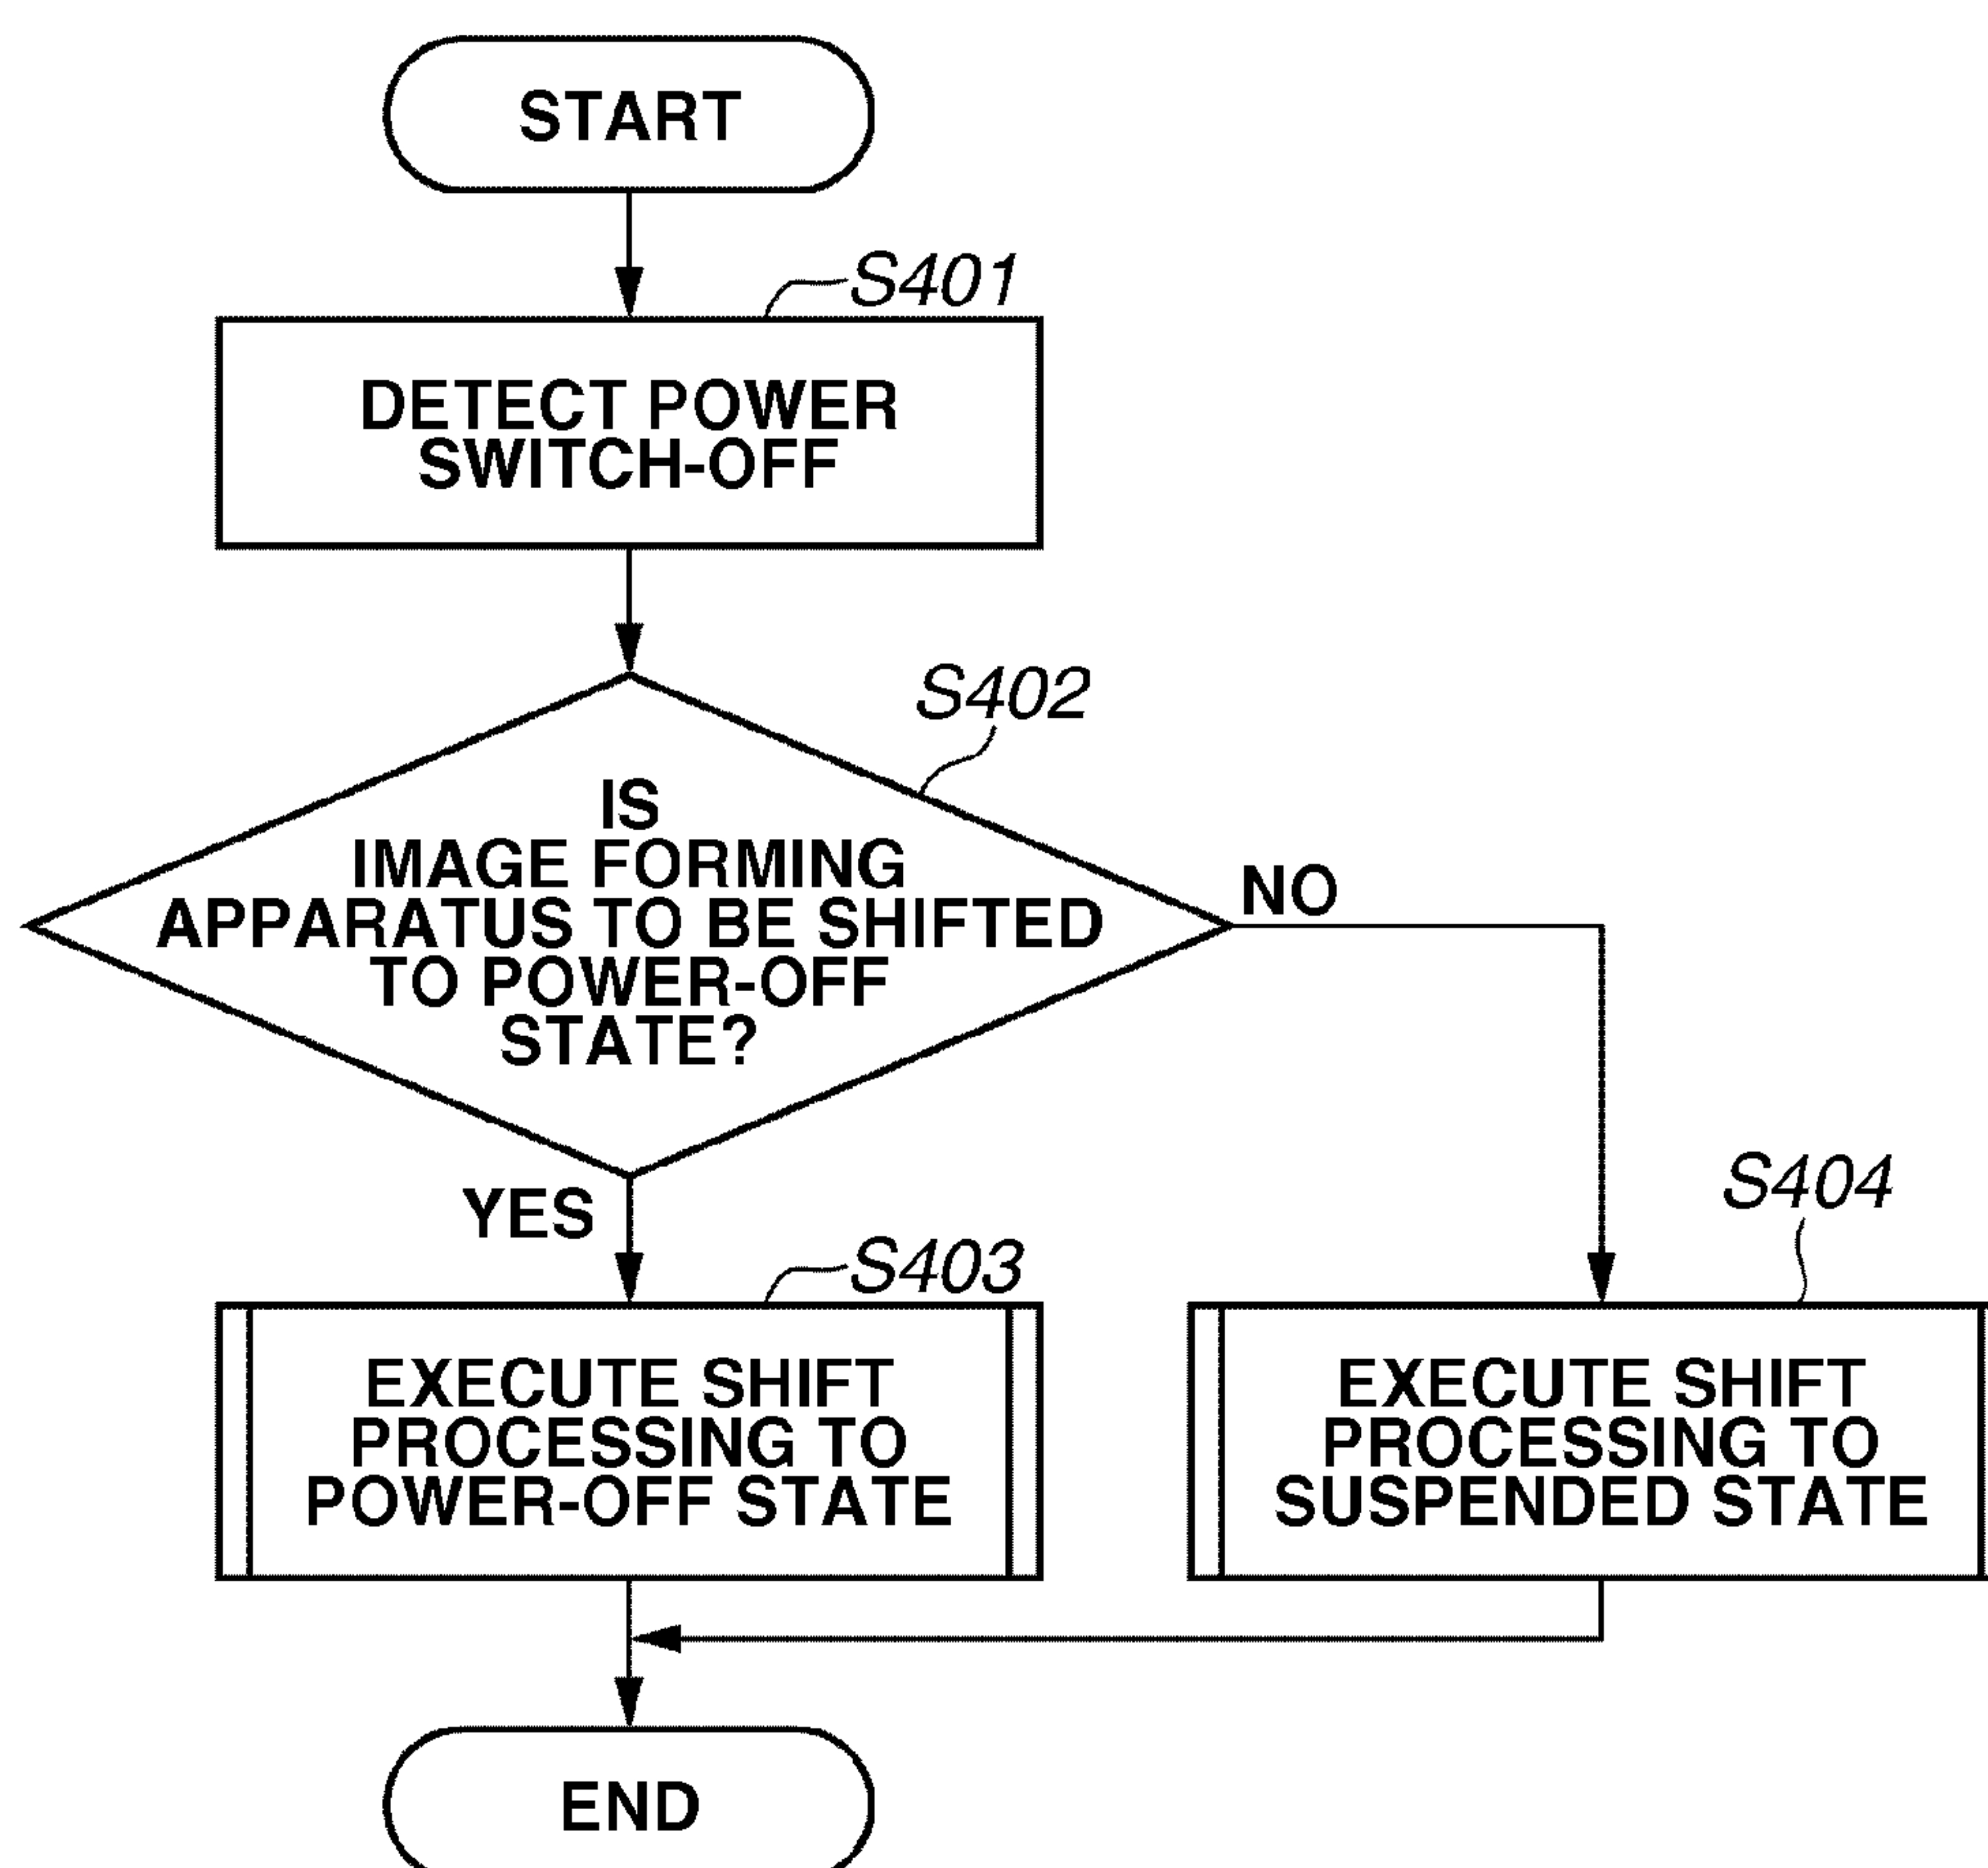 START
S401
DETECT POWER
SWITCH-OFF
S402
IS
IMAGE FORMING
APPARATUS TO BE SHIFTED
TO POWER-OFF
STATE?
NO
YES
S403
EXECUTE SHIFT
PROCESSING TO
POWER-OFF STATE
S404
EXECUTE SHIFT
PROCESSING TO
SUSPENDED STATE
END